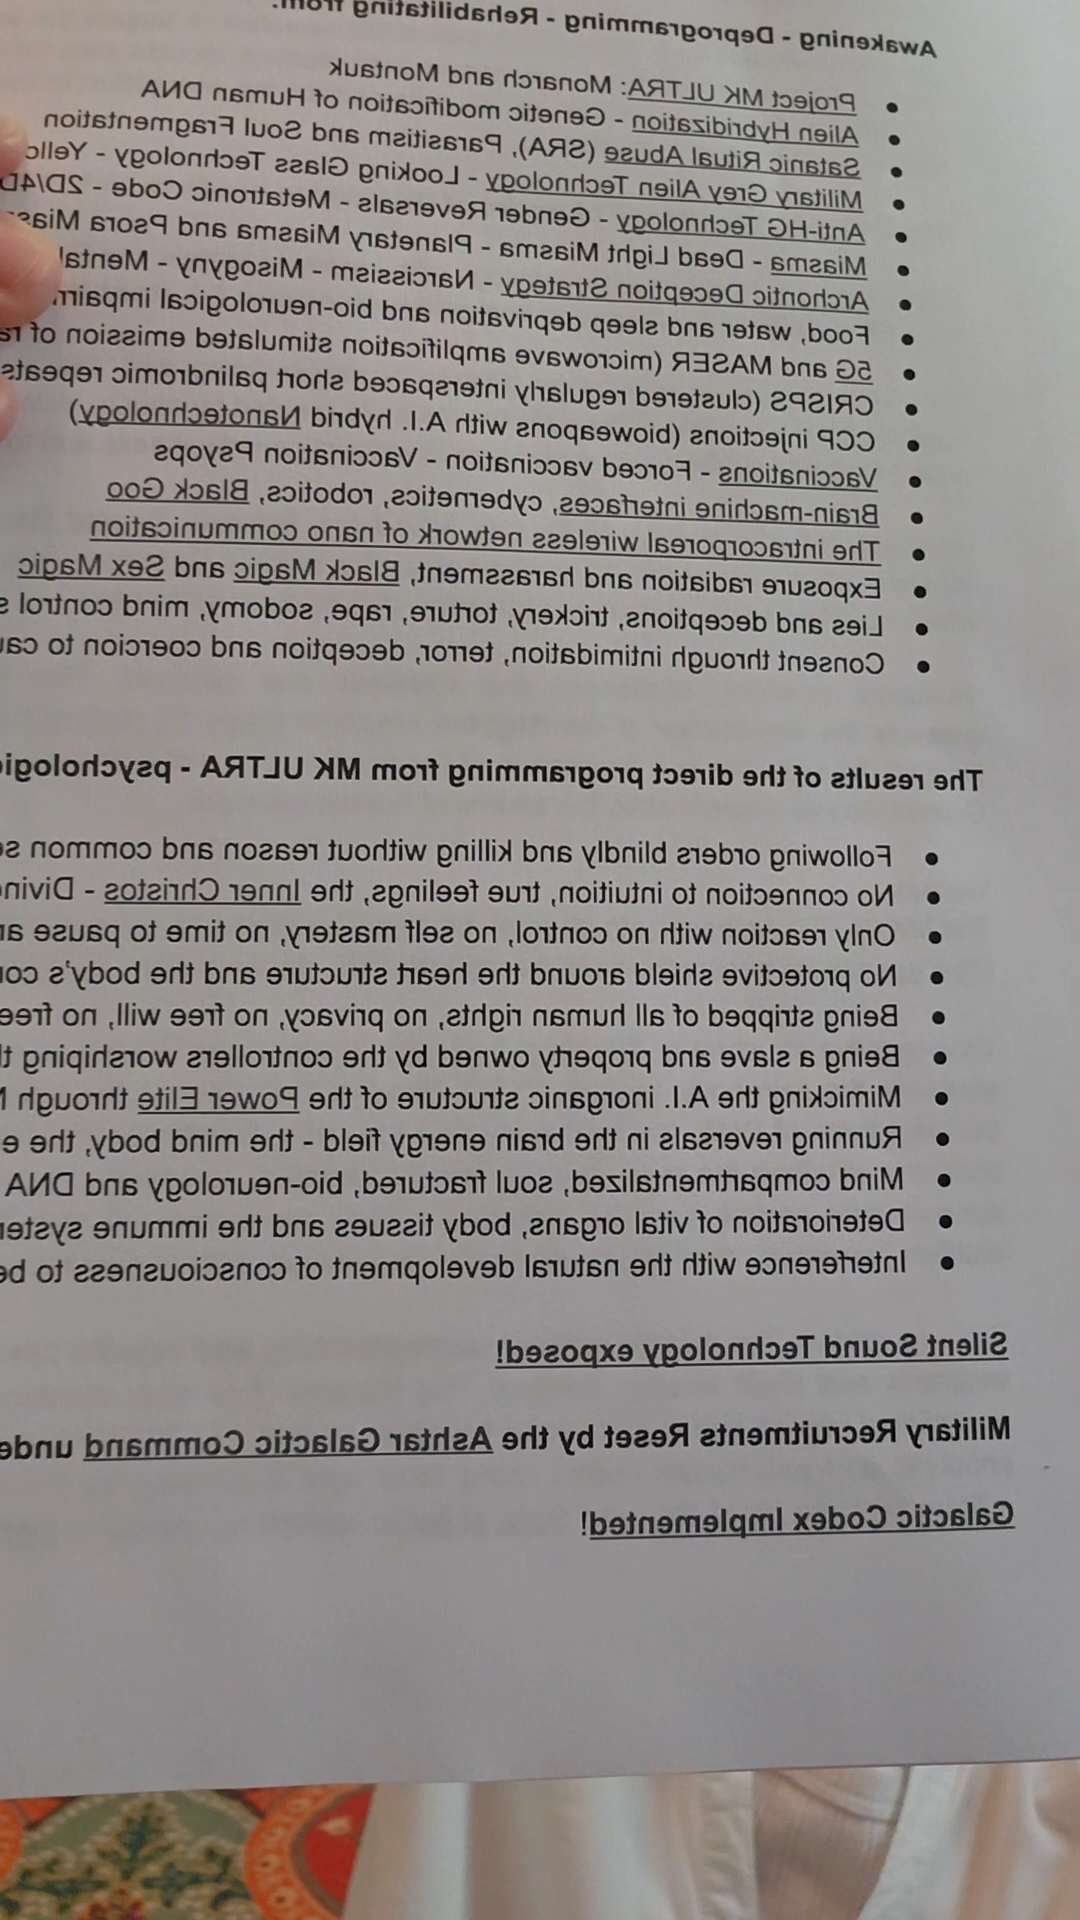 Awakening - Deprogramming - Rehabilitating from:
• Project MK ULTRA: Monarch and Montauk
• Alien Hybridization - Genetic modification of Human DNA
• Satanic Ritual Abuse (SRA), Parasitism and Soul Fragmentation
• Military Grey Alien Technology - Looking Glass Technology -
• Anti-HG Technology - Gender Reversals - Metatronic Code - 2D/4D
• Miasma - Dead Light Miasma - Planetary Miasma and Psora
• Archontic Deception Strategy - Narcissism - Misogyny - Mental
• Food, water and sleep deprivation and bio-neurological
• 5G and MASER (microwave amplification stimulated emission of
• CRISPS (clustered regularly interspaced short palindromic repeats
• CCP injections (bioweapons with A.I. hybrid Nanotechnology)
• Vaccinations - Forced vaccination - Vaccination Psyops
• Brain-machine interfaces, cybernetics, robotics, Black Goo
• The intracorporeal wireless network of nano communication
• Exposure radiation and harassment, Black Magic and Sex Magic
• Lies and deceptions, trickery, torture, rape, sodomy, mind control
• Consent through intimidation, terror, deception and coercion to
The results of the direct programming from MK ULTRA -
• Following orders blindly and killing without reason and common
• No connection to intuition, true feelings, the Inner Christos -
• Only reaction with no control, no self mastery, no time to pause
• No protective shield around the heart structure and the body's
• Being stripped of all human rights, no privacy, no free will, no
• Being a slave and property owned by the controllers worshiping
• Mimicking the A.I. inorganic structure of the Power Elite through
• Running reversals in the brain energy field - the mind body, the
• Mind compartmentalized, soul fractured, bio-neurology and DNA
• Deterioration of vital organs, body tissues and the immune
• Interference with the natural development of consciousness to
Silent Sound Technology exposed!
Military Recruitments Reset by the Ashtar Galactic Command
Galactic Codex Implemented!